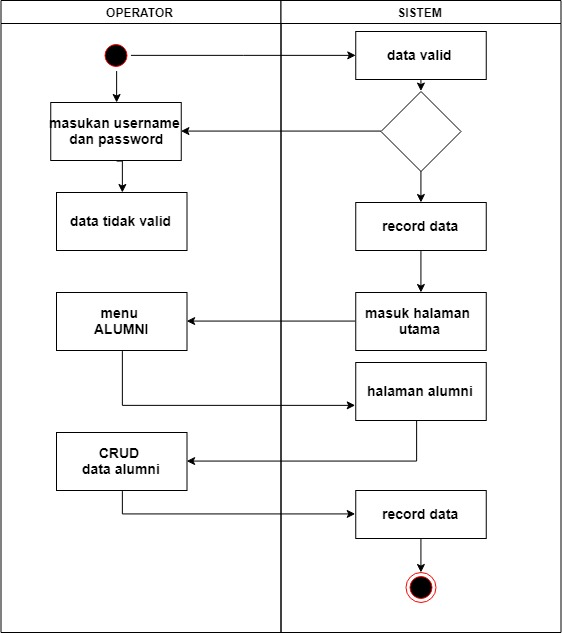 OPERATOR
SISTEM
data valid
masukan username
dan password
data tidak valid
record data
menu
ALUMNI
masuk halaman
utama
halaman alumni
CRUD
data alumni
record data